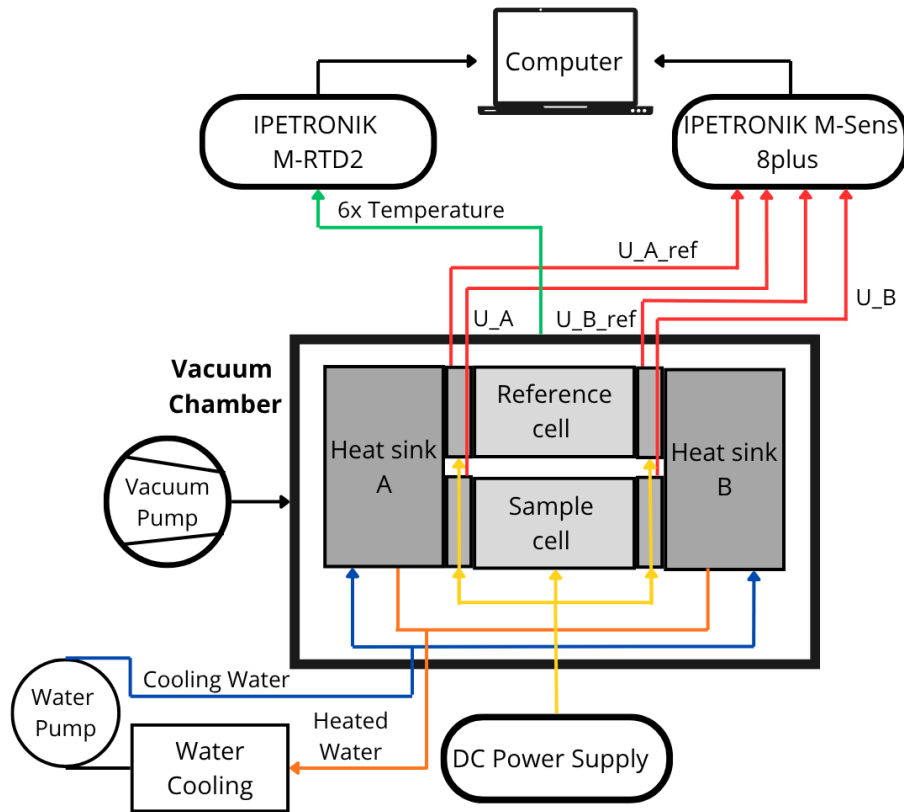 Computer
IPETRONIK
M-RTD2
IPETRONIK M-Sens
8plus
6x Temperature
U_A_ref
U_A
U_B_ref
U_B
Vacuum
Chamber
Heat sink
A
Reference
cell
Heat sink
B
Vacuum
Pump
Sample
cell
Cooling Water
Water
Pump
Heated
Water
Water
Cooling
DC Power Supply